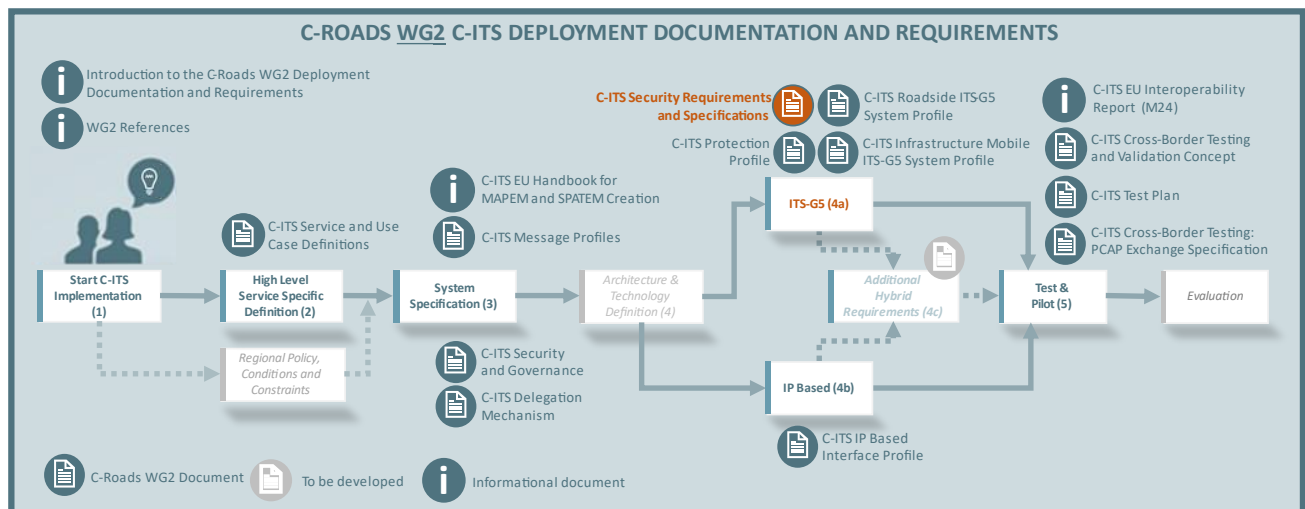 C-ROADS WG2 C-ITS DEPLOYMENT DOCUMENTATION AND REQUIREMENTS
Introduction to the C-Roads WG2 Deployment
Documentation and Requirements
WG2 References
C-ITS EU Handbook for
MAPEM and SPATEM Creation
C-ITS Service and Use
Case Definitions
C-ITS Message Profiles
C-ITS Security Requirements
and Specifications
C-ITS Roadside ITS-G5
System Profile
C-ITS Protection
Profile
C-ITS Infrastructure Mobile
ITS-G5 System Profile
C-ITS EU Interoperability
Report (M24)
C-ITS Cross-Border Testing
and Validation Concept
C-ITS Test Plan
C-ITS Cross-Border Testing:
PCAP Exchange Specification
ITS-G5 (4a)
Start C-ITS
Implementation
(1)
High Level
Service Specific
Definition (2)
System
Specification (3)
Architecture &
Technology
Definition (4)
Additional
Hybrid
Requirements (4c)
Test &
Pilot (5)
Evaluation
Regional Policy,
Conditions and
Constraints
C-ITS Security
and Governance
C-ITS Delegation
Mechanism
IP Based (4b)
C-ITS IP Based
Interface Profile
C-Roads WG2 Document
To be developed
Informational document